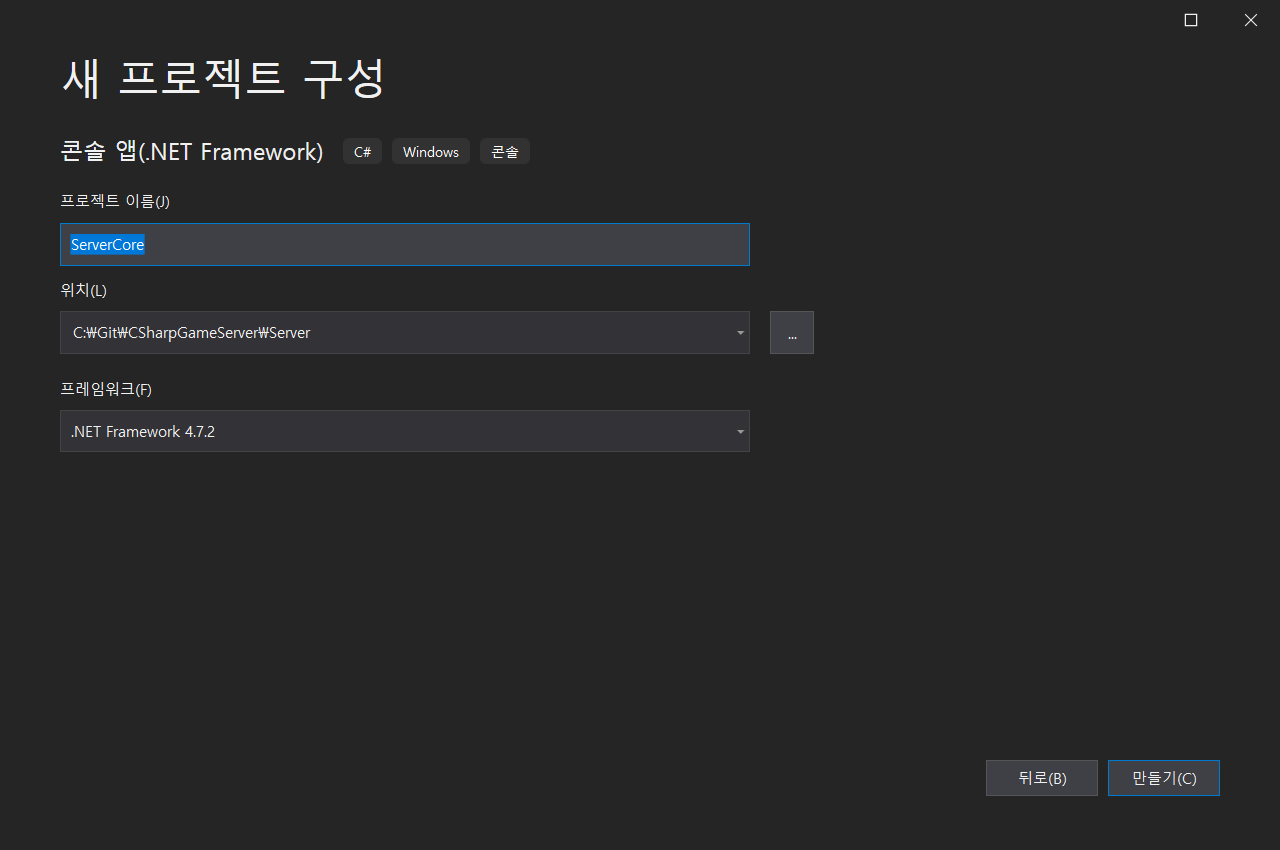 새 프로젝트 구성
콘솔 앱(.NET Framework) C# Windows 콘솔
프로젝트 이름(J)
ServerCore
위치(L)
C:₩Git₩CSharpGameServer₩Server ...
프레임워크(F)
.NET Framework 4.7.2
뒤로(B) 만들기(C)